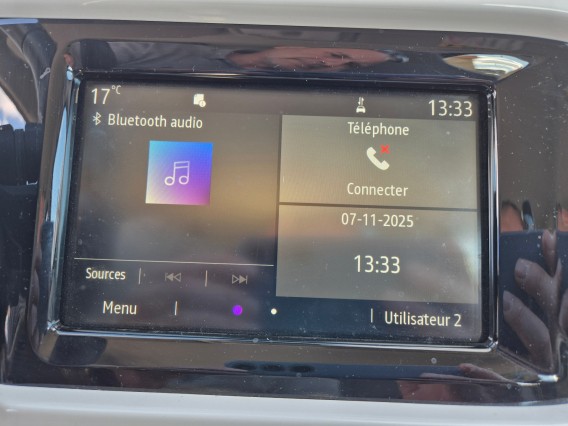 17°C
13:33
Bluetooth audio
Téléphone
Connecter
07-11-2025
13:33
Sources
Menu
Utilisateur 2